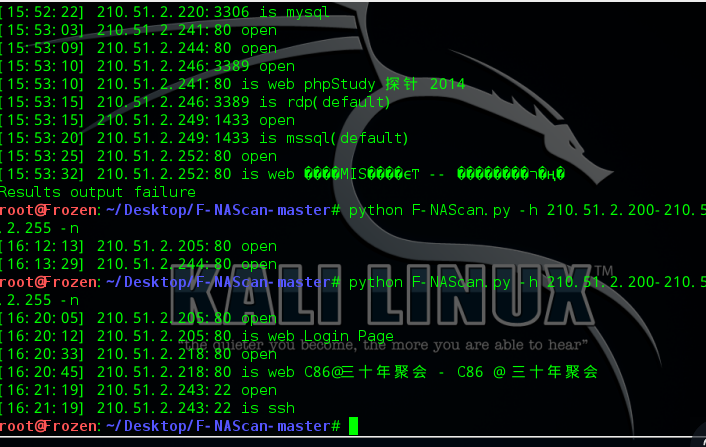 [15:52:22] 210.51.2.220:3306 is mysql
[15:53:03] 210.51.2.241:80 open
[15:53:09] 210.51.2.244:80 open
[15:53:10] 210.51.2.246:3389 open
[15:53:10] 210.51.2.241:80 is web phpStudy 探针 2014
[15:53:15] 210.51.2.246:3389 is rdp(default)
[15:53:15] 210.51.2.249:1433 open
[15:53:20] 210.51.2.249:1433 is mssql(default)
[15:53:25] 210.51.2.252:80 open
[15:53:32] 210.51.2.252:80 is web ����MIS����ϵͳ -- 
Results output failure
root@Frozen:~/Desktop/F-NAScan-master# python F-NAScan.py -h 210.51.2.200-210.5
.2.255 -n
[16:12:13] 210.51.2.205:80 open
[16:13:29] 210.51.2.244:80 open
root@Frozen:~/Desktop/F-NAScan-master# python F-NAScan.py -h 210.51.2.200-210.5
.2.255 -n
[16:20:05] 210.51.2.205:80 open
[16:20:12] 210.51.2.205:80 is web Login Page
[16:20:33] 210.51.2.218:80 open
[16:20:45] 210.51.2.218:80 is web C86@三十年聚会 - C86 @三十年聚会
[16:21:19] 210.51.2.243:22 open
[16:21:19] 210.51.2.243:22 is ssh
root@Frozen:~/Desktop/F-NAScan-master#
KALI LINUX™
"the quieter you become, the more you are able to hear"